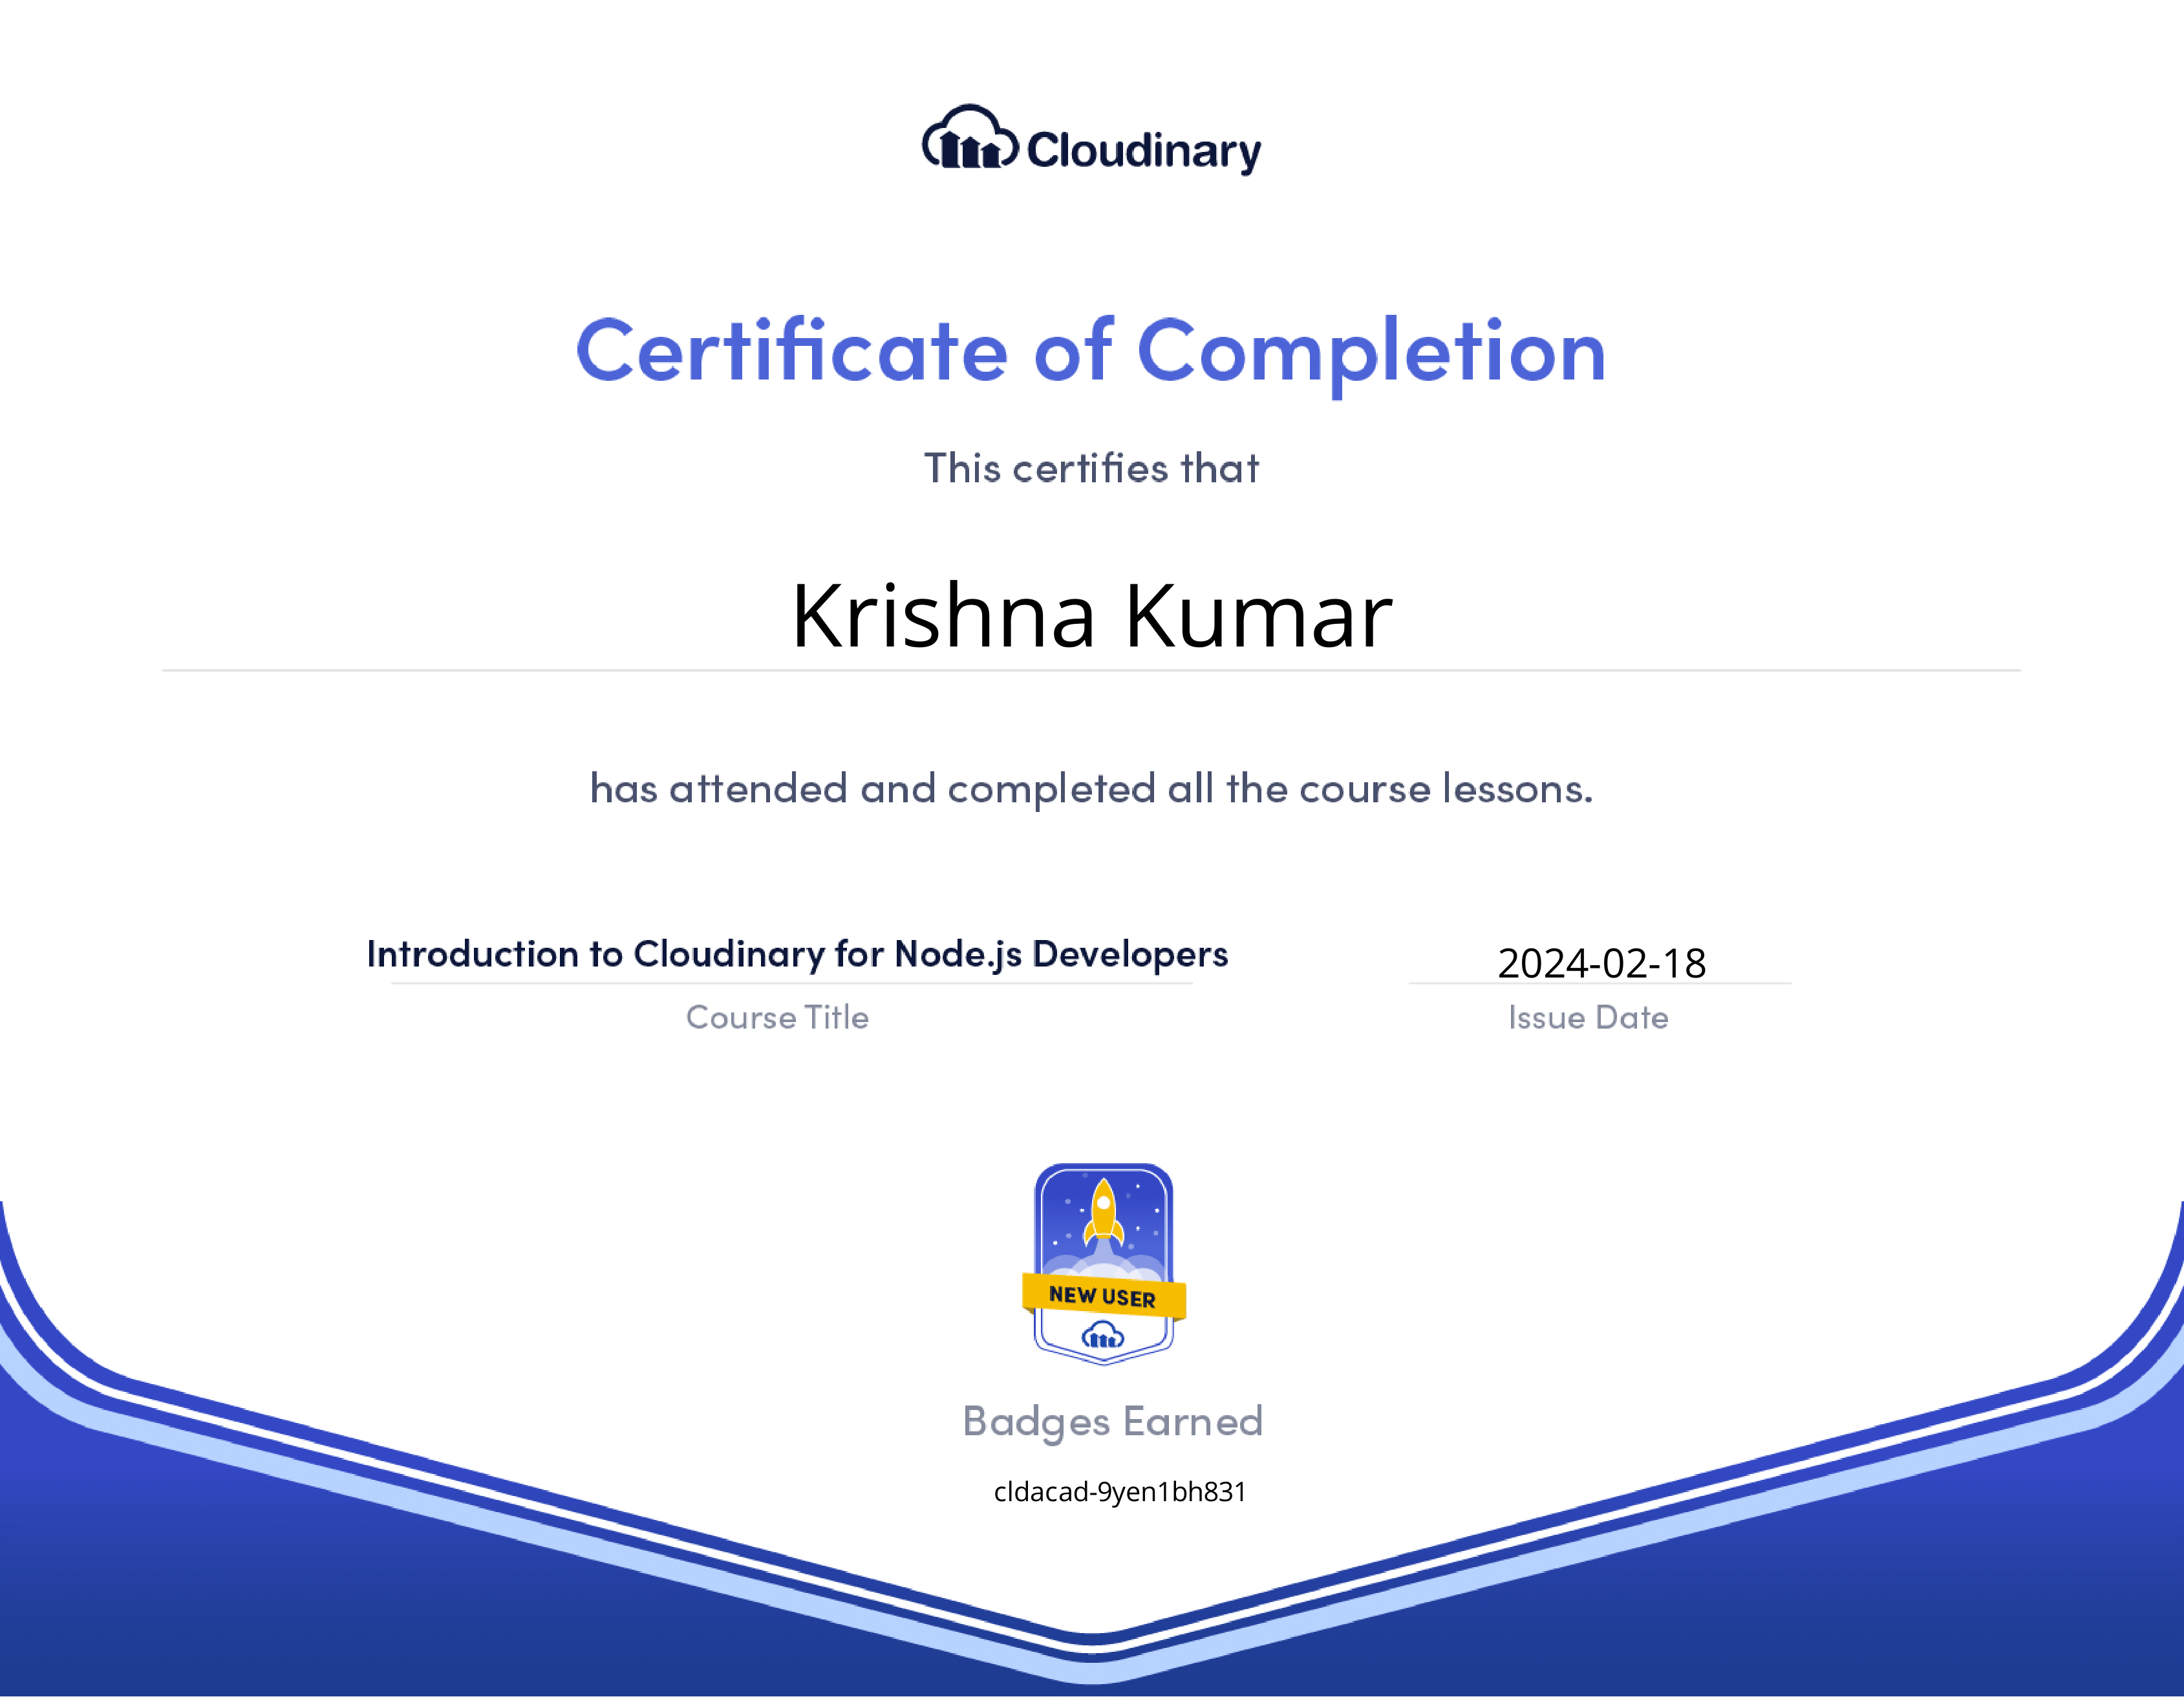 Cloudinary
Certificate of Completion
This certifies that
Krishna Kumar
has attended and completed all the course lessons.
Introduction to Cloudinary for Node.js Developers
2024-02-18
Course Title
Issue Date
NEW USER
Badges Earned
cldacad-9yen1bh831